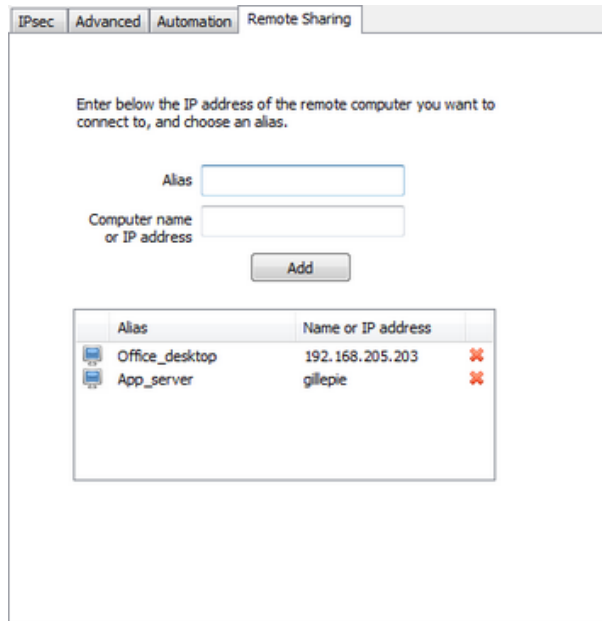 IPsec Advanced Automation Remote Sharing
Enter below the IP address of the remote computer you want to
connect to, and choose an alias.
Alias
Computer name
or IP address
Add
Alias Name or IP address
Office_desktop 192.168.205.203
App_server gillepie